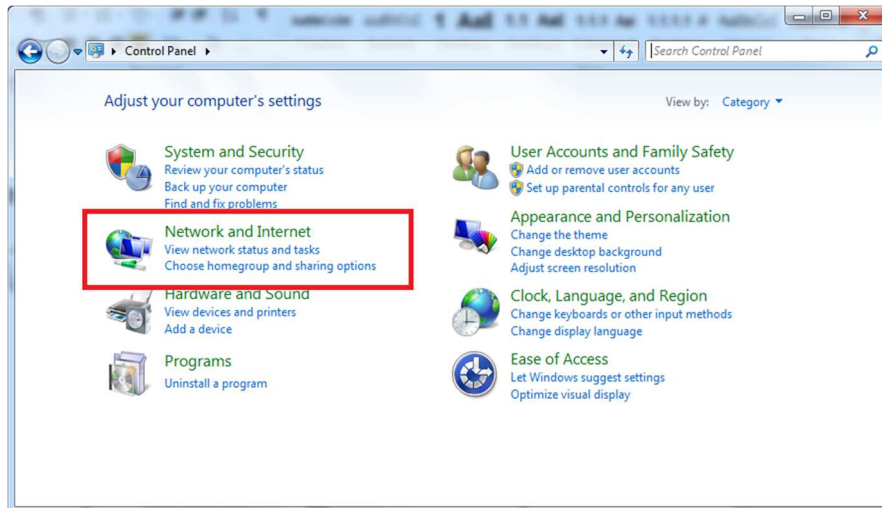 Control Panel
Search Control Panel
Adjust your computer's settings
View by: Category
System and Security
Review your computer's status
Back up your computer
Find and fix problems
Network and Internet
View network status and tasks
Choose homegroup and sharing options
Hardware and Sound
View devices and printers
Add a device
Programs
Uninstall a program
User Accounts and Family Safety
Add or remove user accounts
Set up parental controls for any user
Appearance and Personalization
Change the theme
Change desktop background
Adjust screen resolution
Clock, Language, and Region
Change keyboards or other input methods
Change display language
Ease of Access
Let Windows suggest settings
Optimize visual display